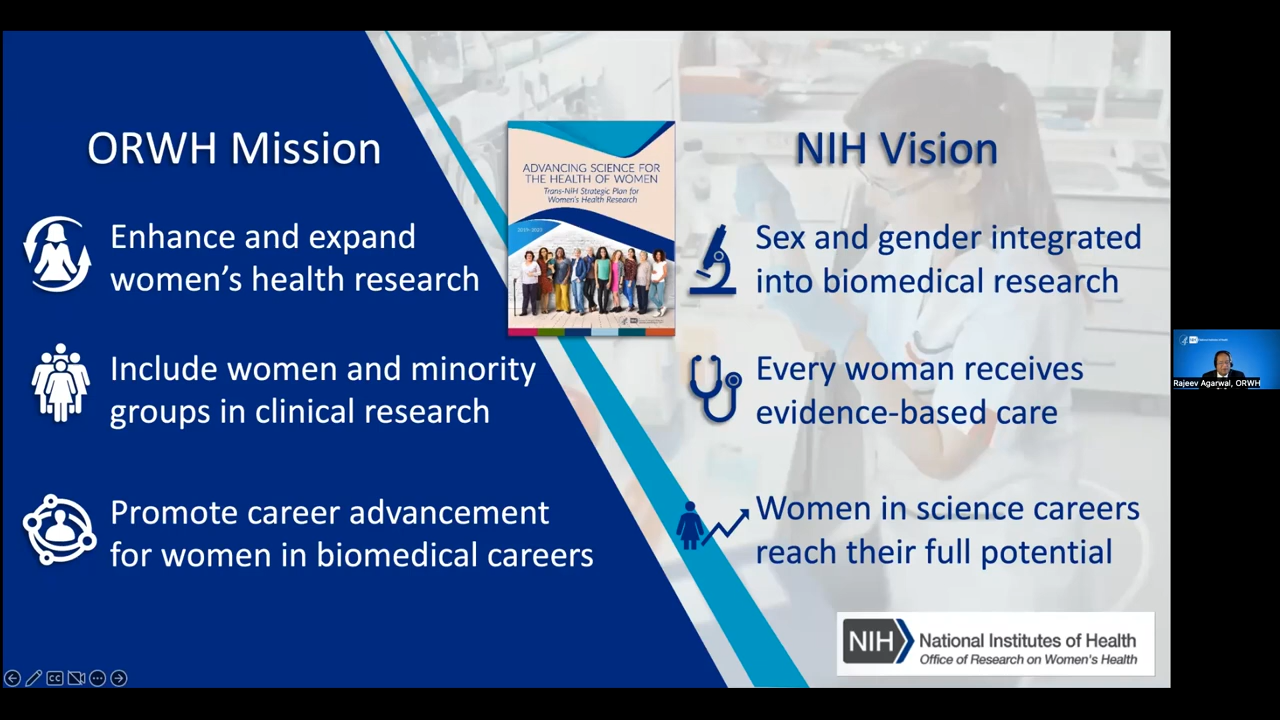 ORWH Mission
Enhance and expand
women's health research
Include women and minority
groups in clinical research
Promote career advancement
for women in biomedical careers
ADVANCING SCIENCE FOR
THE HEALTH OF WOMEN
Trans-NIH Strategic Plan for
Women's Health Research
2019–2023
NIH Vision
Sex and gender integrated
into biomedical research
Every woman receives
evidence-based care
Women in science careers
reach their full potential
NIH
National Institutes of Health
Office of Research on Women's Health
Rajeev Agarwal, ORWH
CC